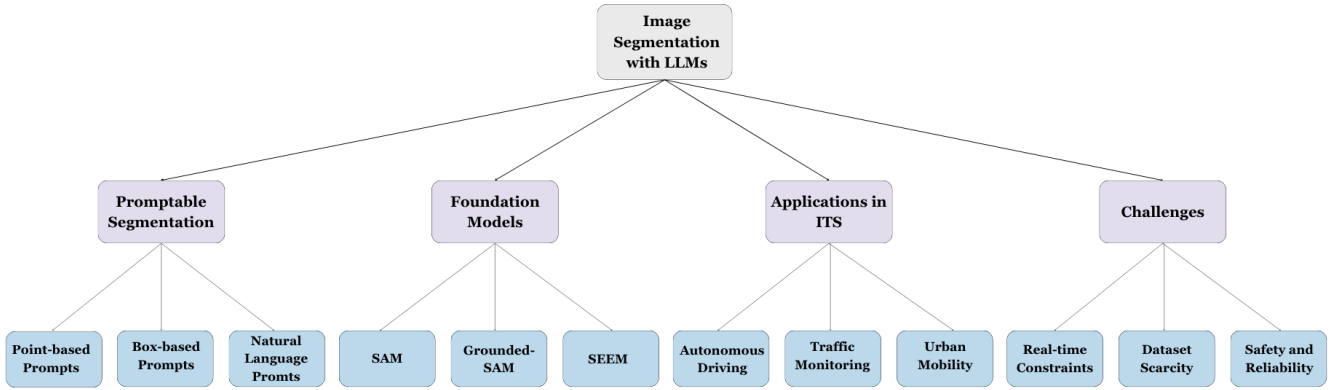 Image
Segmentation
with LLMs
Promptable
Segmentation
Foundation
Models
Applications in
ITS
Challenges
Point-based
Prompts
Box-based
Prompts
Natural
Language
Promts
SAM
Grounded-
SAM
SEEM
Autonomous
Driving
Traffic
Monitoring
Urban
Mobility
Real-time
Constraints
Dataset
Scarcity
Safety and
Reliability